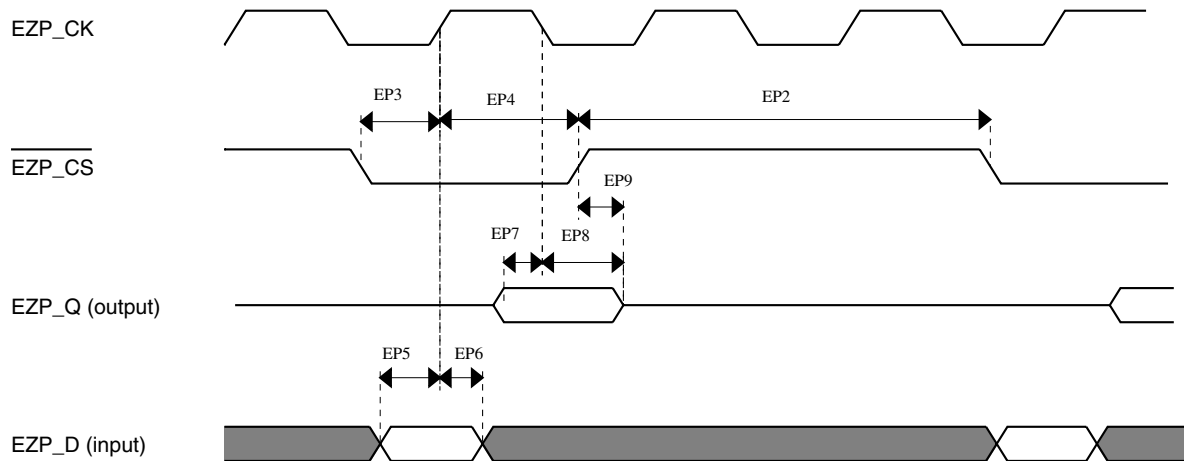 EZP_CK
EP3
EP4
EP2
EZP_CS
EP9
EP7
EP8
EZP_Q (output)
EP5
EP6
EZP_D (input)